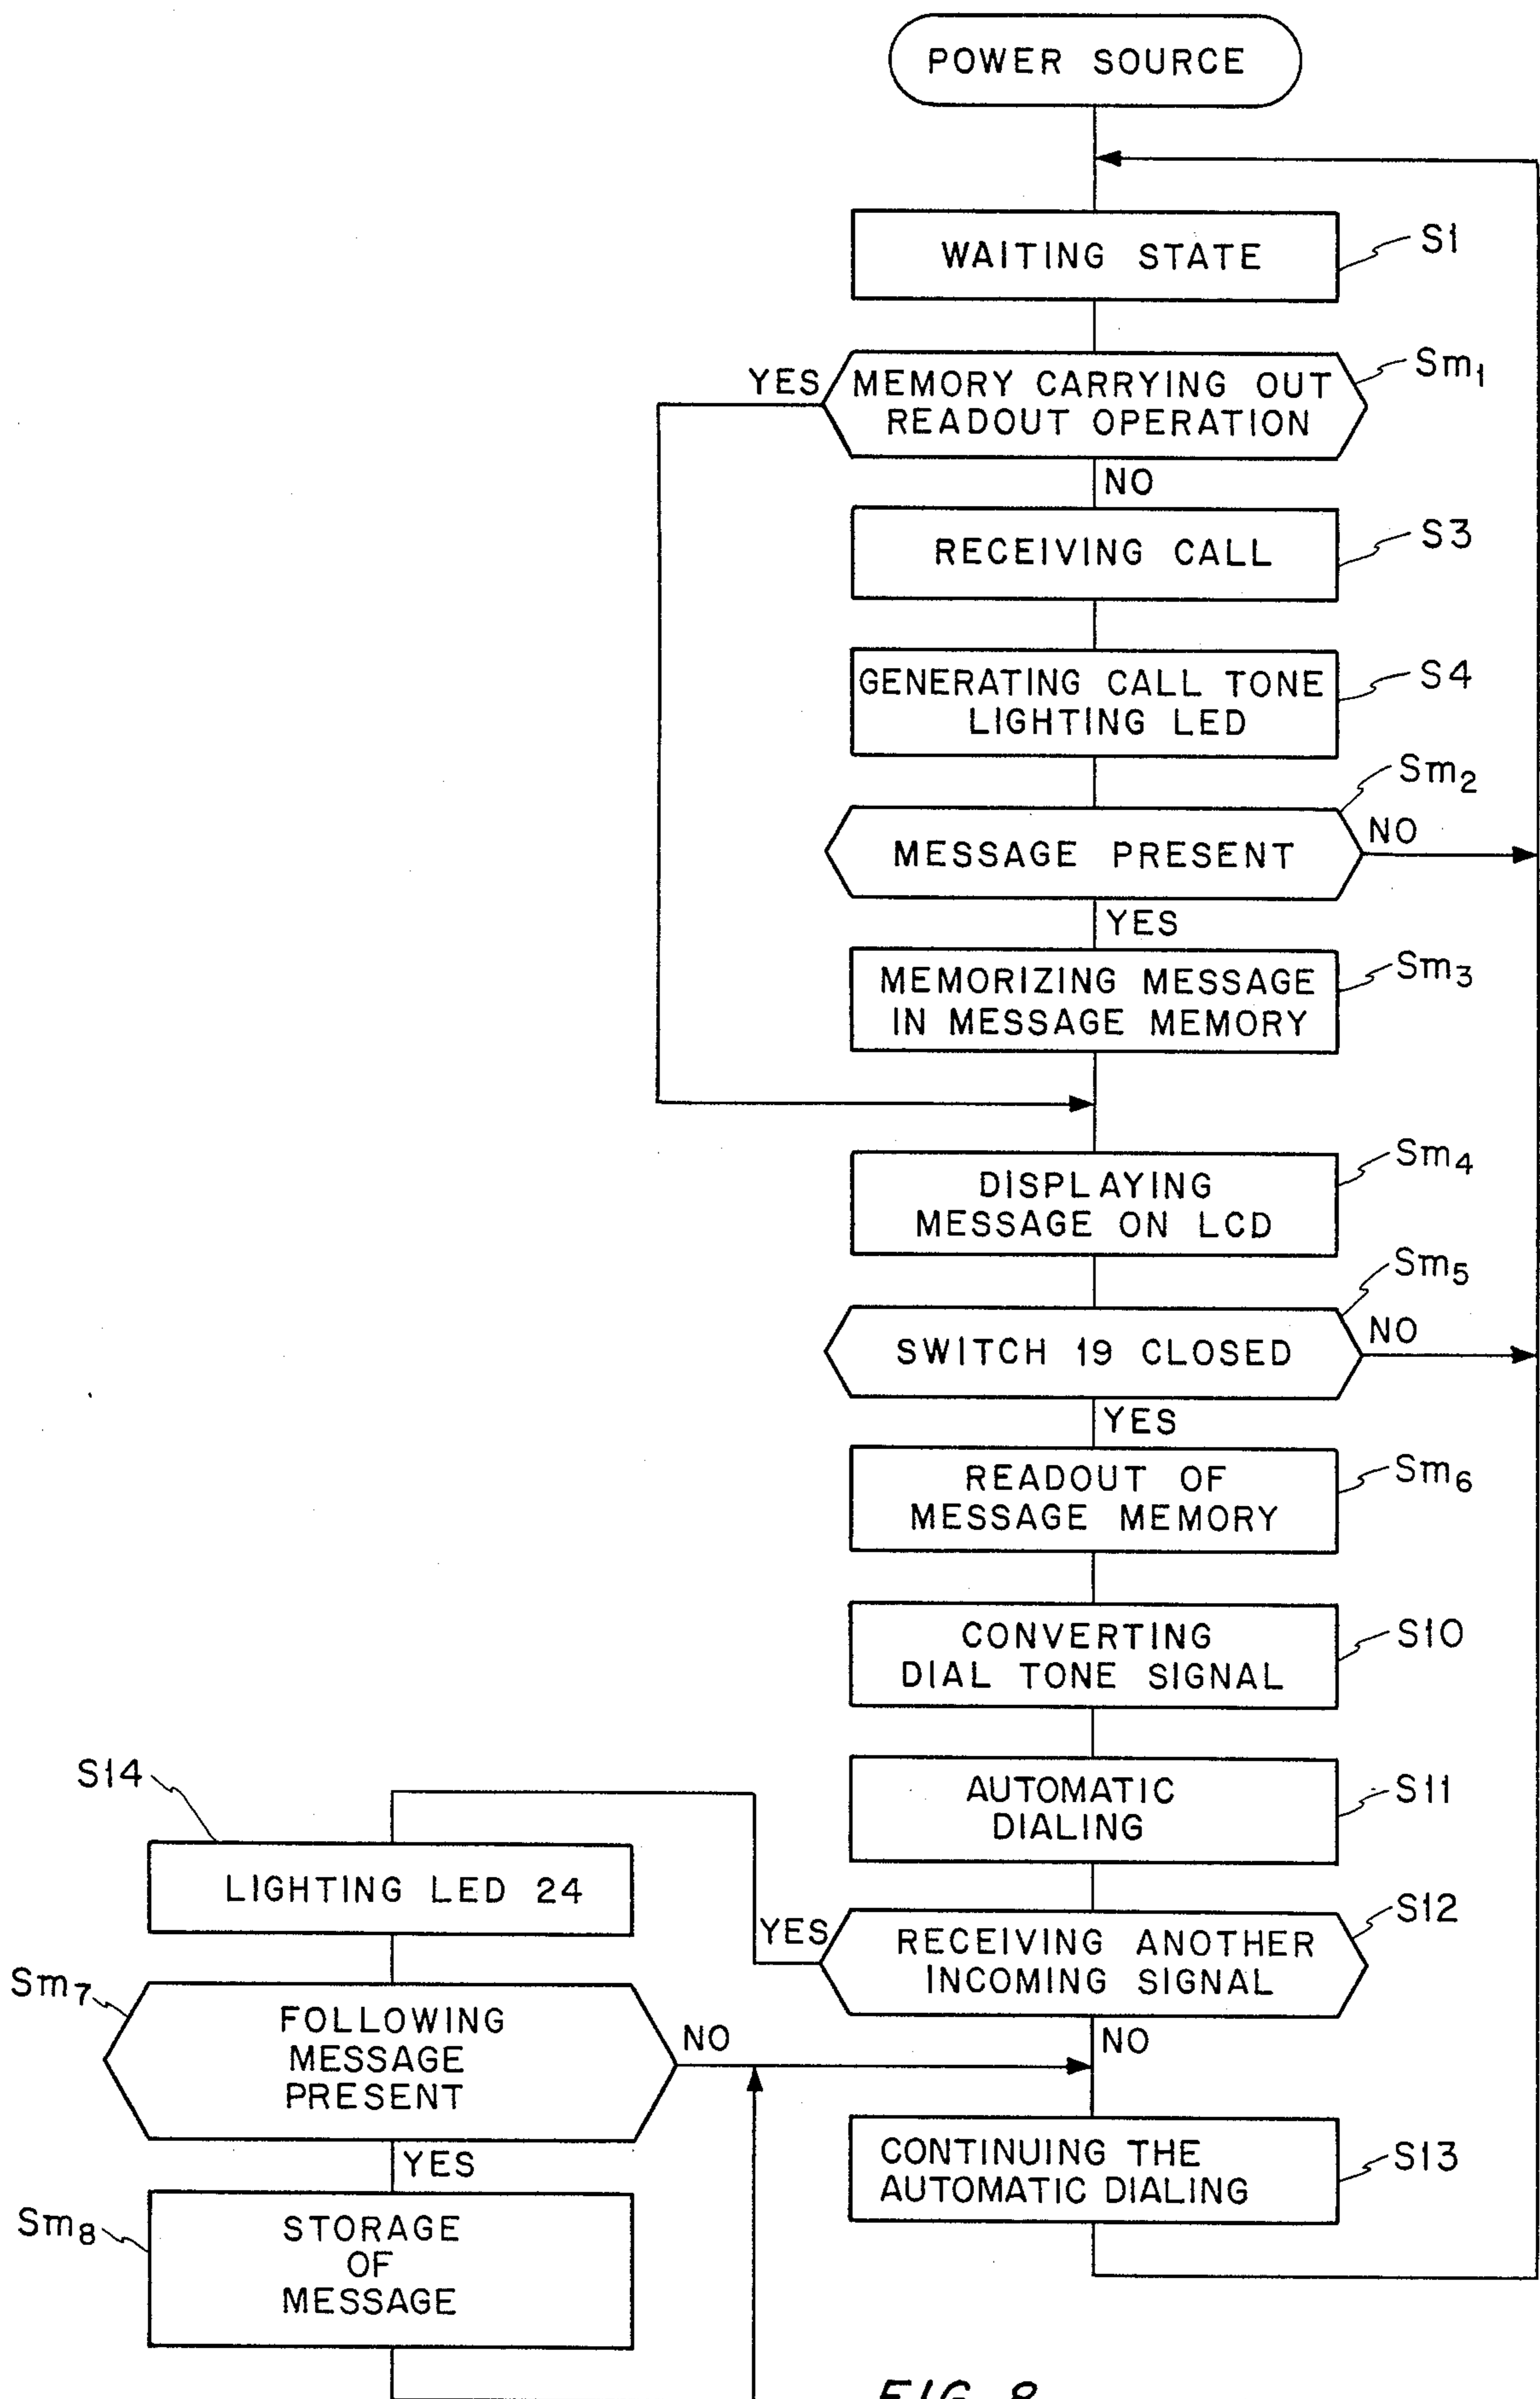 POWER SOURCE
WAITING STATE
S1
YES
MEMORY CARRYING OUT
READOUT OPERATION
Sm1
NO
RECEIVING CALL
S3
GENERATING CALL TONE
LIGHTING LED
S4
Sm2
MESSAGE PRESENT
NO
YES
MEMORIZING MESSAGE
IN MESSAGE MEMORY
Sm3
DISPLAYING
MESSAGE ON LCD
Sm4
Sm5
SWITCH 19 CLOSED
NO
YES
READOUT OF
MESSAGE MEMORY
Sm6
CONVERTING
DIAL TONE SIGNAL
S10
AUTOMATIC
DIALING
S11
S14
LIGHTING LED 24
YES
RECEIVING ANOTHER
INCOMING SIGNAL
S12
NO
Sm7
FOLLOWING
MESSAGE
PRESENT
NO
YES
CONTINUING THE
AUTOMATIC DIALING
S13
Sm8
STORAGE
OF
MESSAGE
FIG. 8